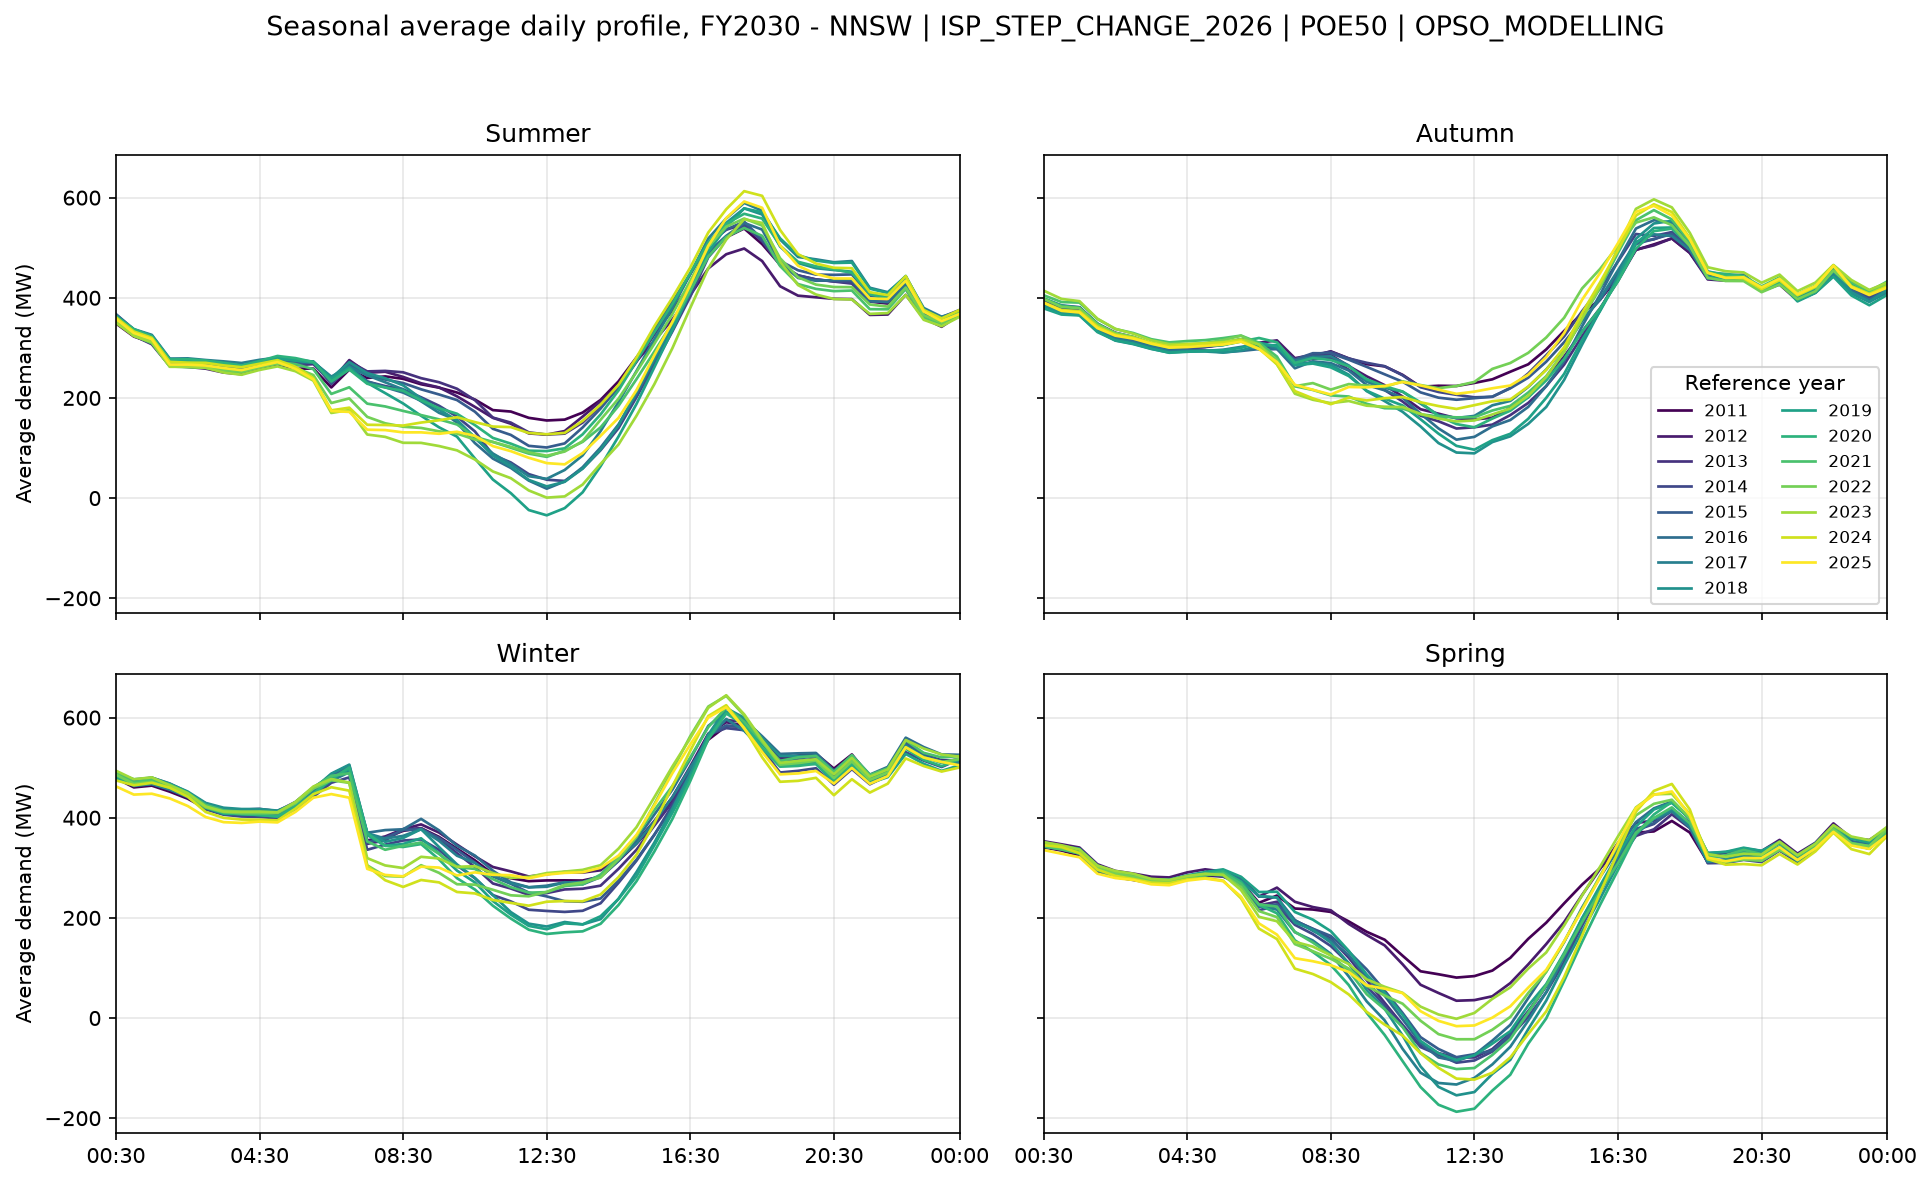 Seasonal average daily profile, FY2030 - NNSW | ISP_STEP_CHANGE_2026 | POE50 | OPSO_MODELLING
Summer
Autumn
Average demand (MW)
600
400
200
0
−200
Reference year
2011
2012
2013
2014
2015
2016
2017
2018
2019
2020
2021
2022
2023
2024
2025
Winter
Spring
Average demand (MW)
600
400
200
0
−200
00:30 04:30 08:30 12:30 16:30 20:30 00:00
00:30 04:30 08:30 12:30 16:30 20:30 00:00